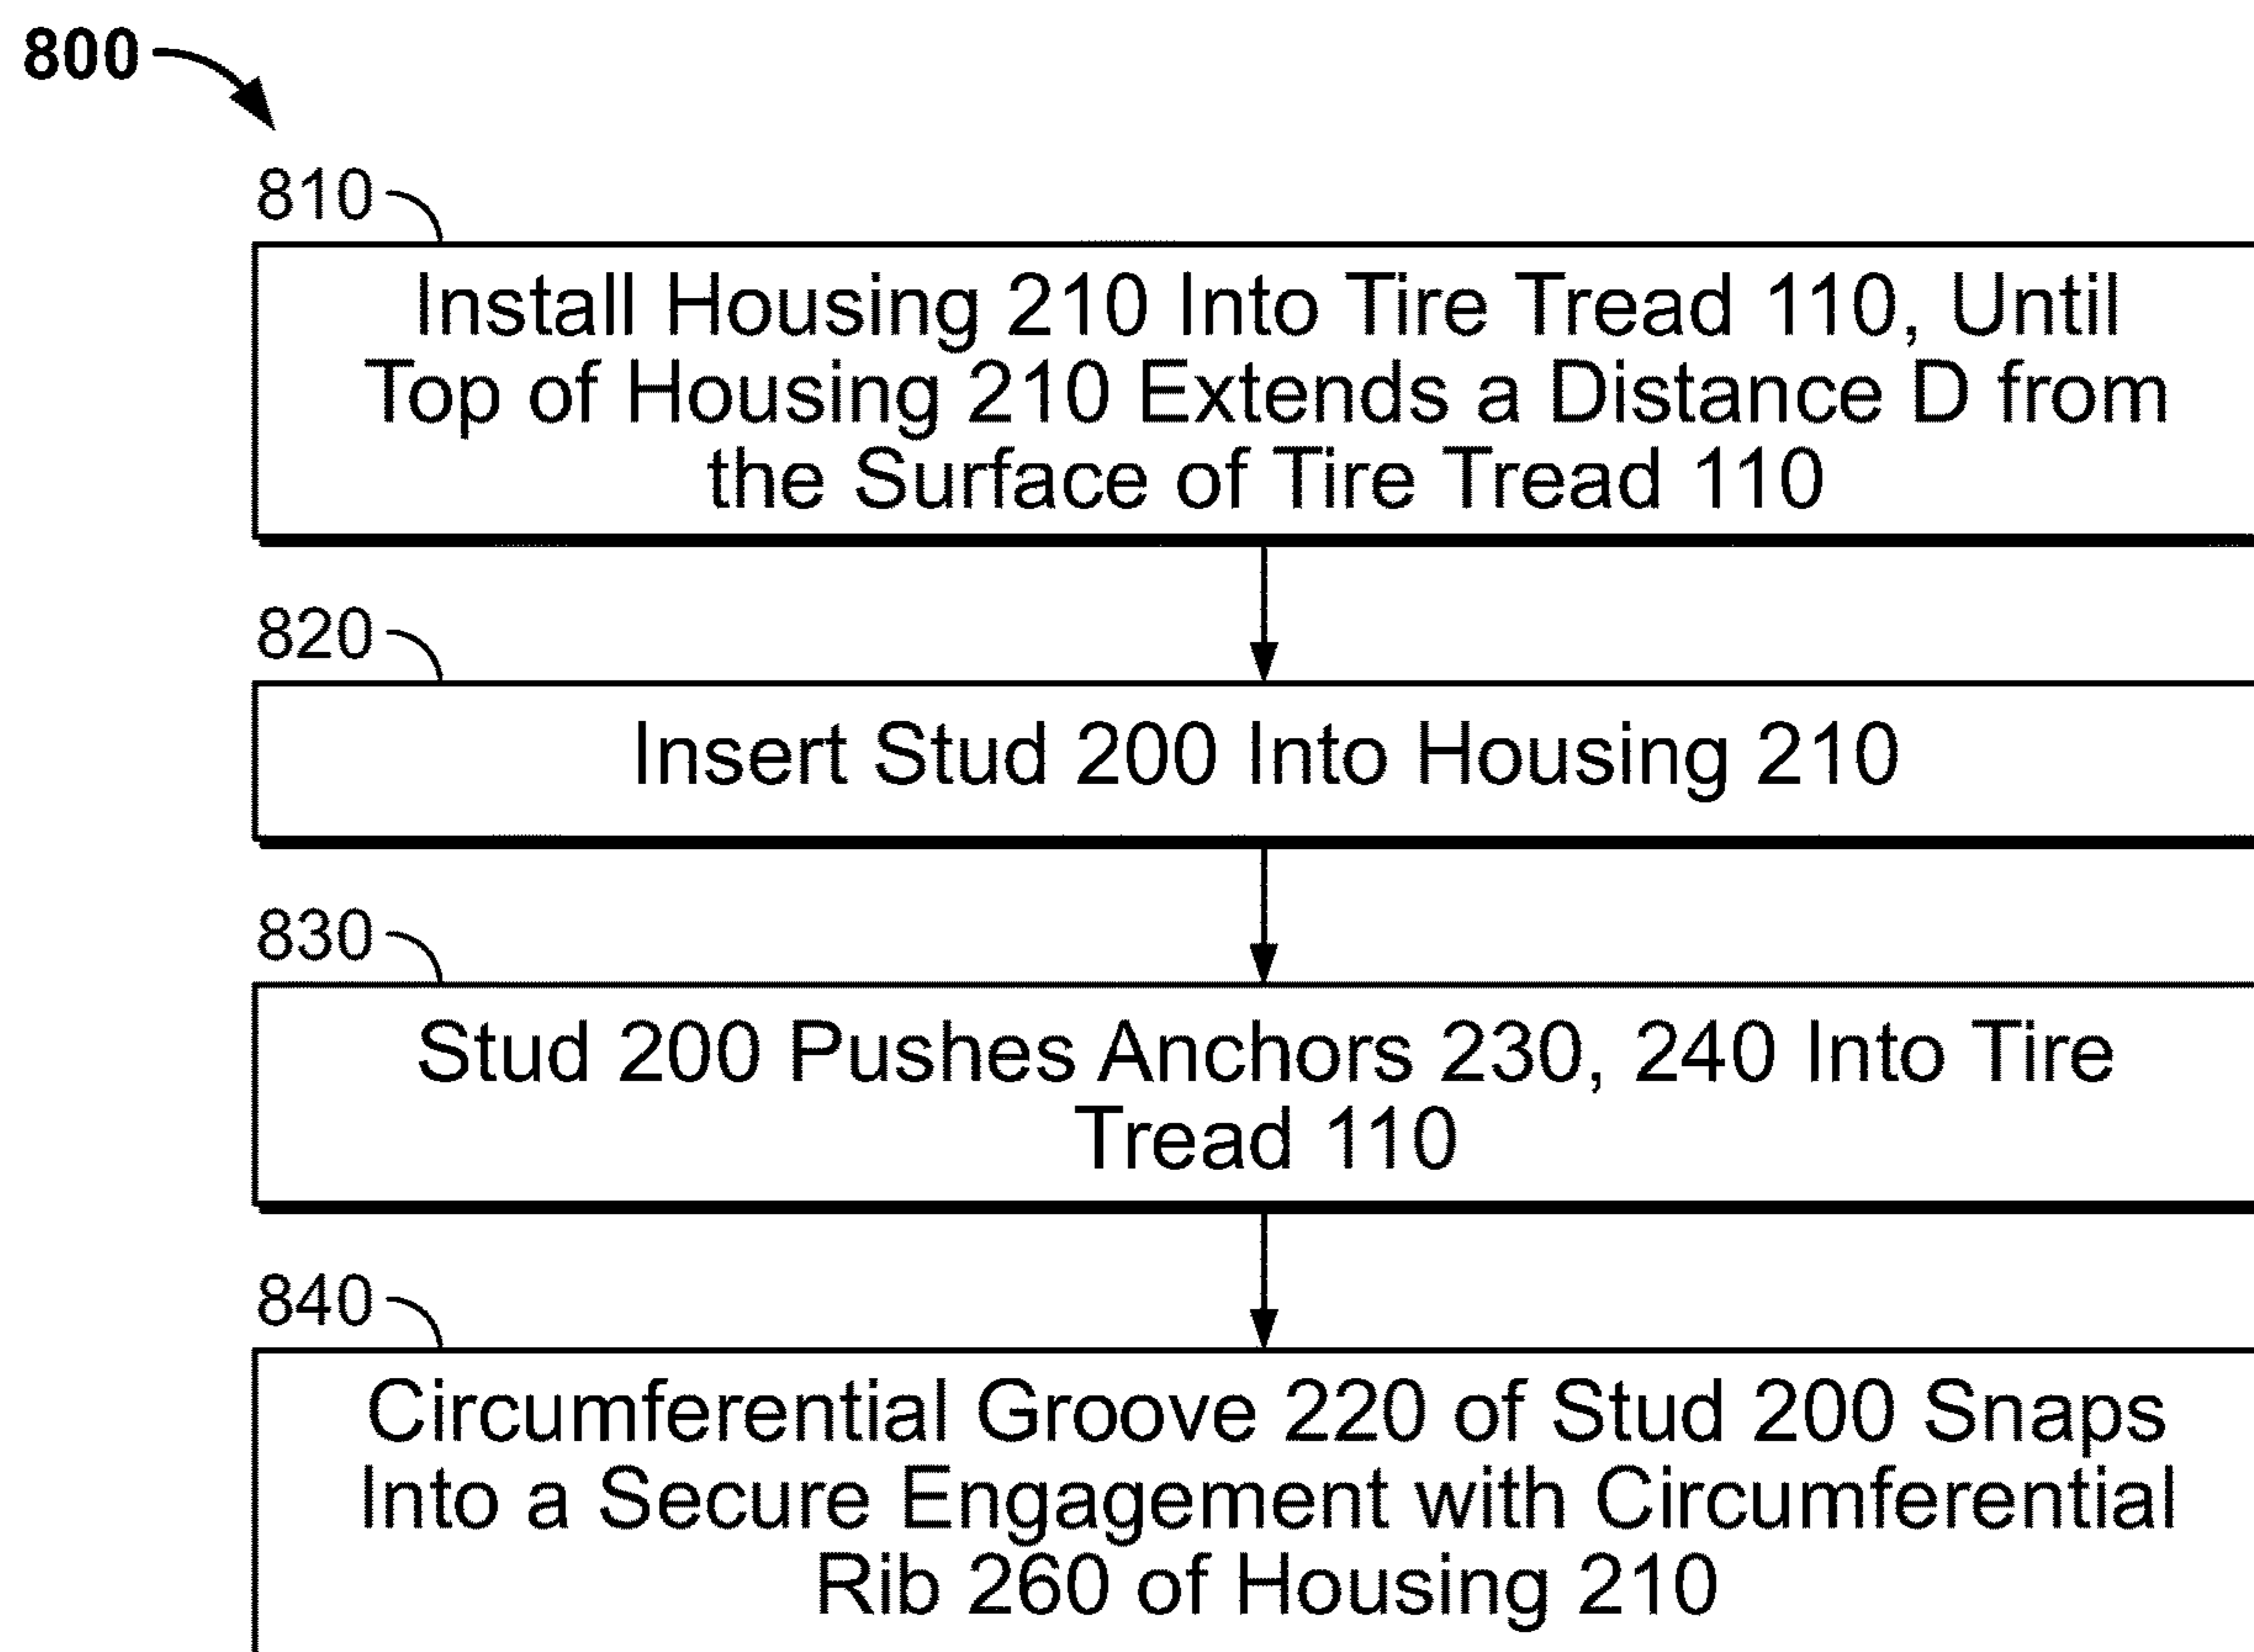 800
810
Install Housing 210 Into Tire Tread 110, Until
Top of Housing 210 Extends a Distance D from
the Surface of Tire Tread 110
820
Insert Stud 200 Into Housing 210
830
Stud 200 Pushes Anchors 230, 240 Into Tire
Tread 110
840
Circumferential Groove 220 of Stud 200 Snaps
Into a Secure Engagement with Circumferential
Rib 260 of Housing 210